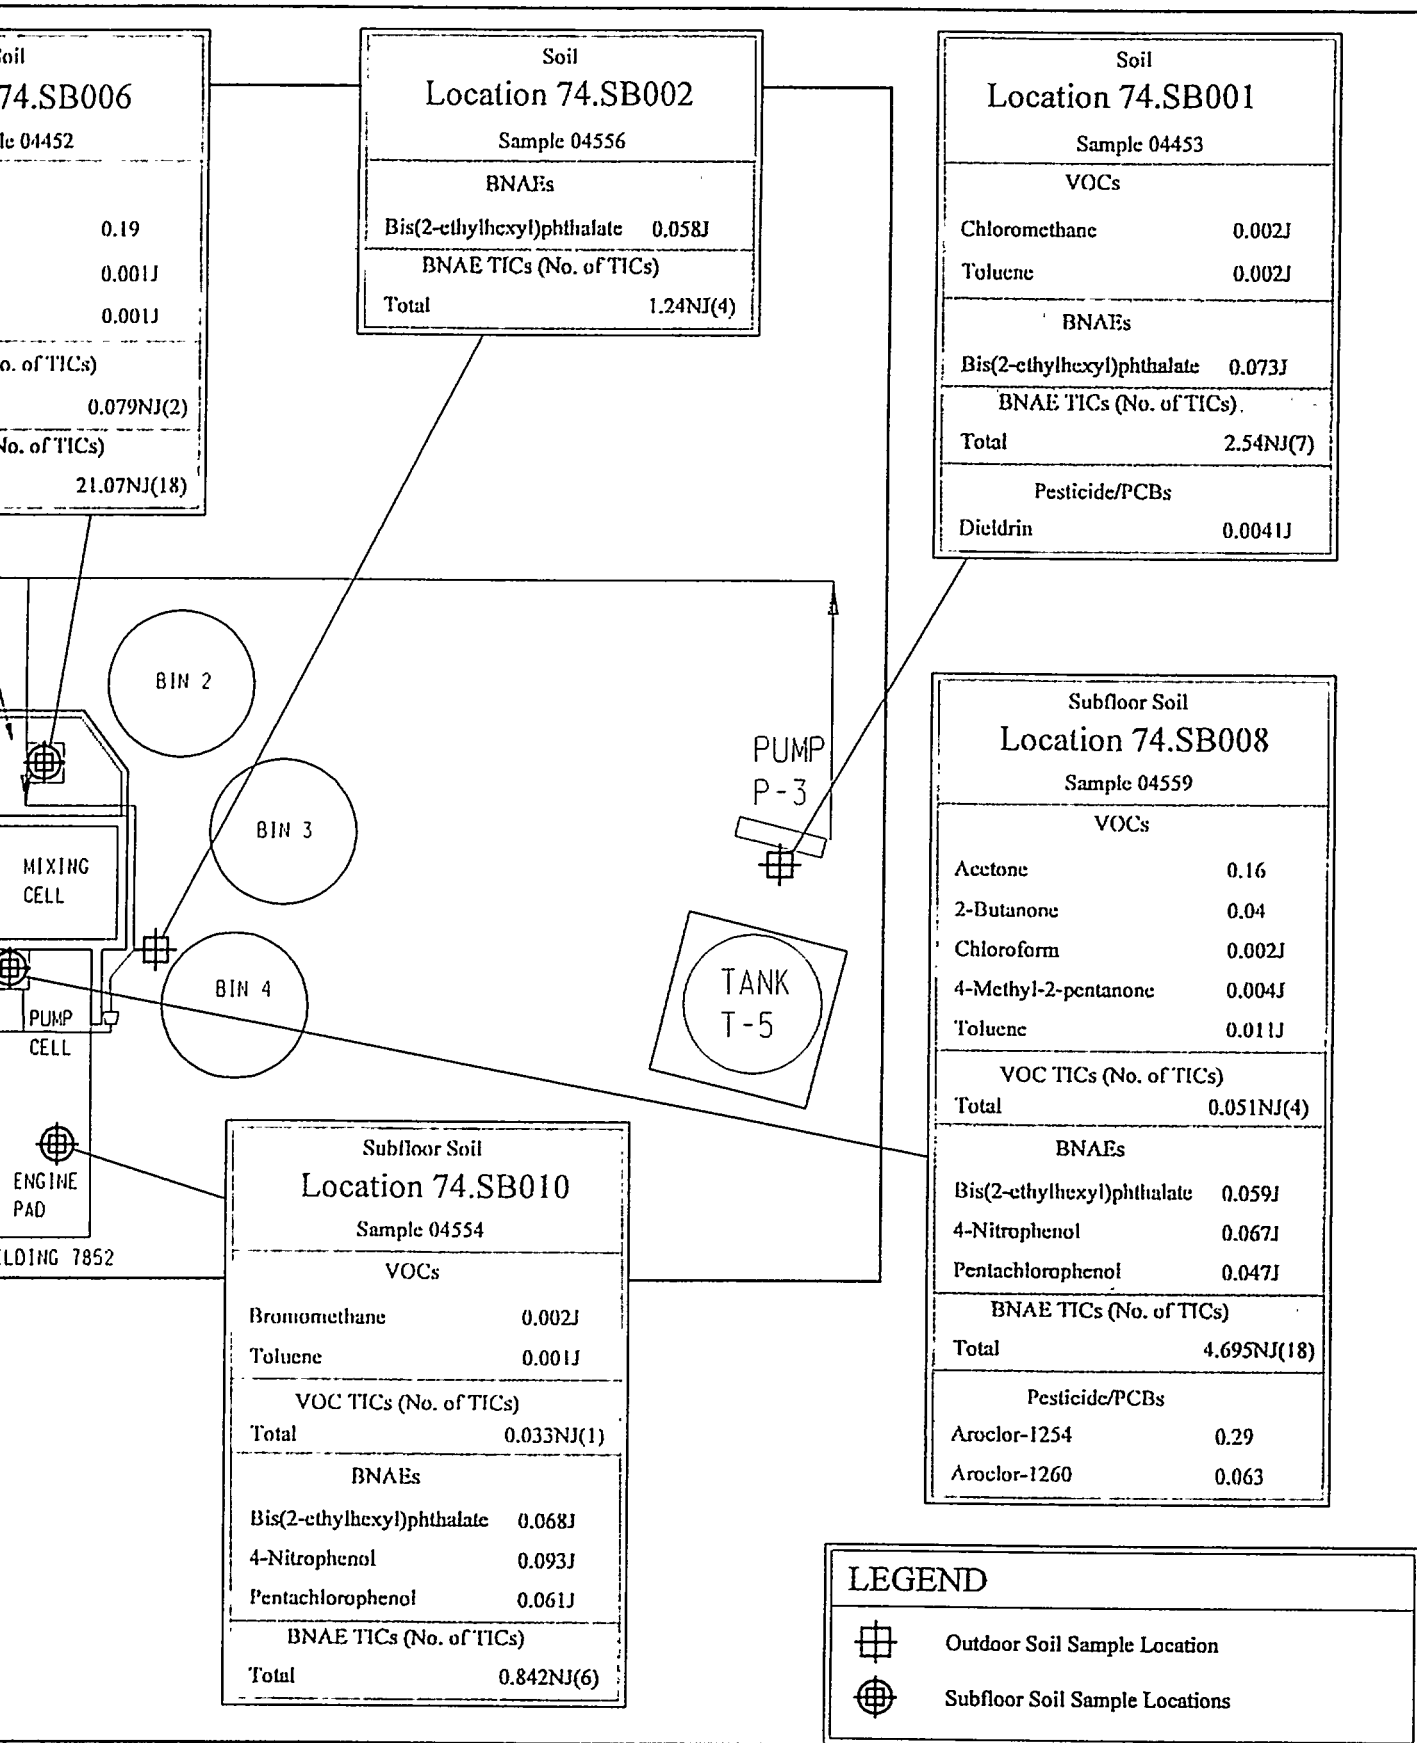 Soil
74.SB006
le 04452
0.19
0.001J
0.001J
o. of TICs)
0.079NJ(2)
No. of TICs)
21.07NJ(18)
Soil
Location 74.SB002
Sample 04556
BNAEs
Bis(2-ethylhexyl)phthalate 0.058J
BNAE TICs (No. of TICs)
Total 1.24NJ(4)
Soil
Location 74.SB001
Sample 04453
VOCs
Chloromethane 0.002J
Toluene 0.002J
BNAEs
Bis(2-ethylhexyl)phthalate 0.073J
BNAE TICs (No. of TICs)
Total 2.54NJ(7)
Pesticide/PCBs
Dieldrin 0.0041J
BIN 2
BIN 3
BIN 4
MIXING
CELL
PUMP
CELL
ENGINE
PAD
ILDING 7852
PUMP
P-3
TANK
T-5
Subfloor Soil
Location 74.SB008
Sample 04559
VOCs
Acetone 0.16
2-Butanone 0.04
Chloroform 0.002J
4-Methyl-2-pentanone 0.004J
Toluene 0.011J
VOC TICs (No. of TICs)
Total 0.051NJ(4)
BNAEs
Bis(2-ethylhexyl)phthalate 0.059J
4-Nitrophenol 0.067J
Pentachlorophenol 0.047J
BNAE TICs (No. of TICs)
Total 4.695NJ(18)
Pesticide/PCBs
Aroclor-1254 0.29
Aroclor-1260 0.063
Subfloor Soil
Location 74.SB010
Sample 04554
VOCs
Bromomethane 0.002J
Toluene 0.001J
VOC TICs (No. of TICs)
Total 0.033NJ(1)
BNAEs
Bis(2-ethylhexyl)phthalate 0.068J
4-Nitrophenol 0.093J
Pentachlorophenol 0.061J
BNAE TICs (No. of TICs)
Total 0.842NJ(6)
LEGEND
Outdoor Soil Sample Location
Subfloor Soil Sample Locations